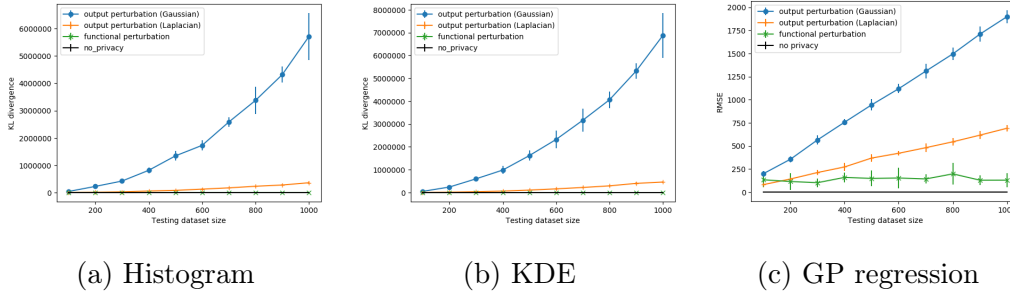 output perturbation (Gaussian)
output perturbation (Laplacian)
functional perturbation
no_privacy
KL divergence
6000000
5000000
4000000
3000000
2000000
1000000
0
200 400 600 800 1000
Testing dataset size
(a) Histogram
output perturbation (Gaussian)
output perturbation (Laplacian)
functional perturbation
no_privacy
KL divergence
8000000
7000000
6000000
5000000
4000000
3000000
2000000
1000000
0
200 400 600 800 1000
Testing dataset size
(b) KDE
output perturbation (Gaussian)
output perturbation (Laplacian)
functional perturbation
no privacy
RMSE
2000
1750
1500
1250
1000
750
500
250
0
200 400 600 800 1000
Testing dataset size
(c) GP regression